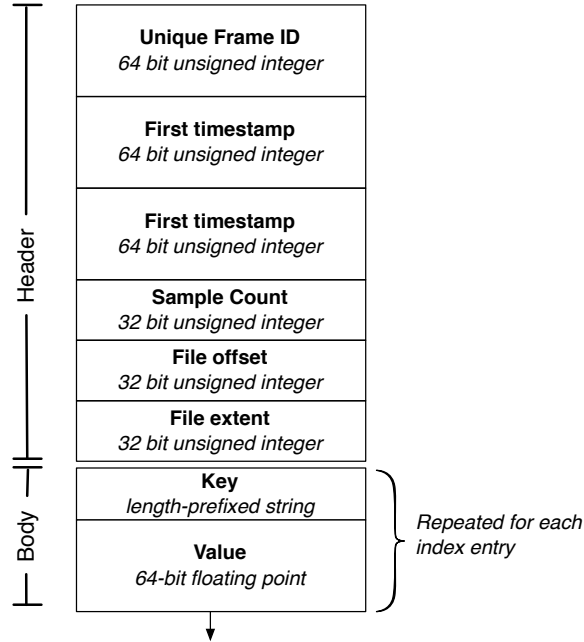 Unique Frame ID
64 bit unsigned integer
First timestamp
64 bit unsigned integer
First timestamp
64 bit unsigned integer
Sample Count
32 bit unsigned integer
File offset
32 bit unsigned integer
File extent
32 bit unsigned integer
Header
Key
length-prefixed string
Value
64-bit floating point
Body
Repeated for each
index entry